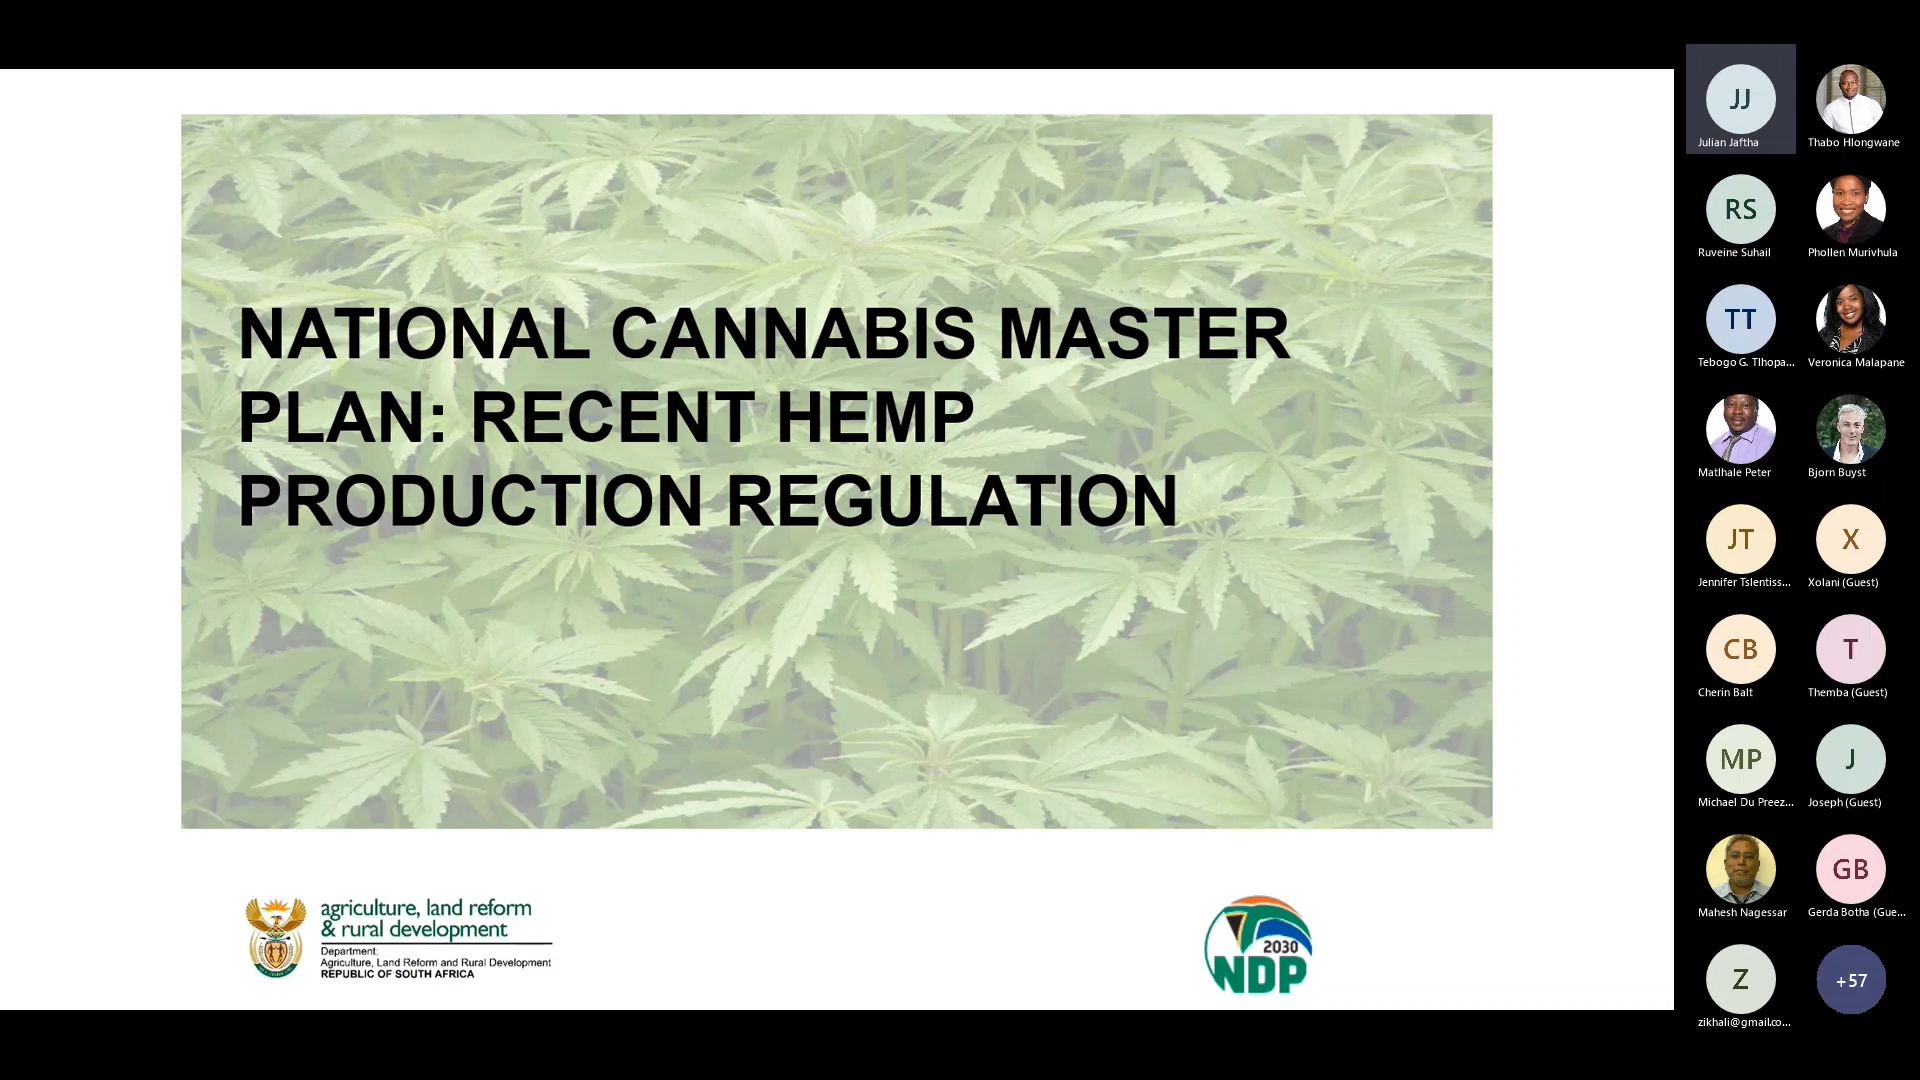 NATIONAL CANNABIS MASTER
PLAN: RECENT HEMP
PRODUCTION REGULATION
agriculture, land reform
& rural development
Department:
Agriculture, Land Reform and Rural Development
REPUBLIC OF SOUTH AFRICA
2030
NDP
JJ
Julian Jaftha
Thabo Hlongwane
RS
Ruveine Suhail
Phollen Murivhula
TT
Tebogo G. Tlhopa...
Veronica Malapane
Matlhale Peter
Bjorn Buyst
JT
Jennifer Tslentiss...
X
Xolani (Guest)
CB
Cherin Balt
T
Themba (Guest)
MP
Michael Du Preez...
J
Joseph (Guest)
Mahesh Nagessar
GB
Gerda Botha (Gue...
Z
zikhali@gmail.co...
+57